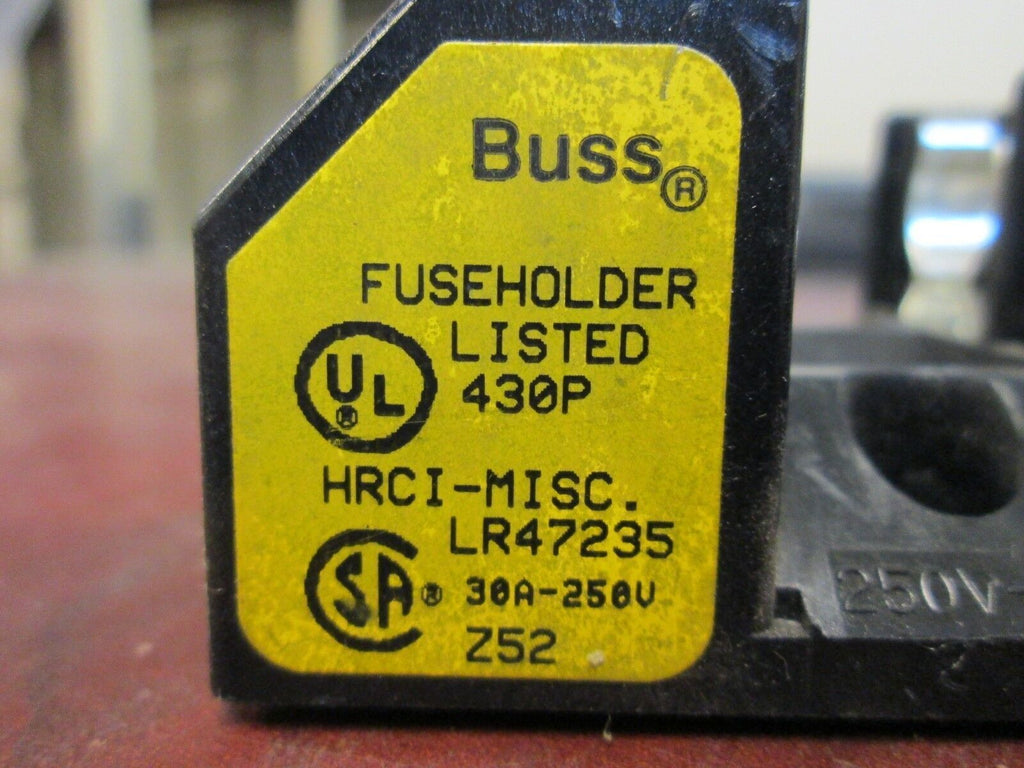 Buss®
FUSEHOLDER
UL® LISTED
430P
HRCI-MISC.
LR47235
SA® 30A-250V
Z52
250V-